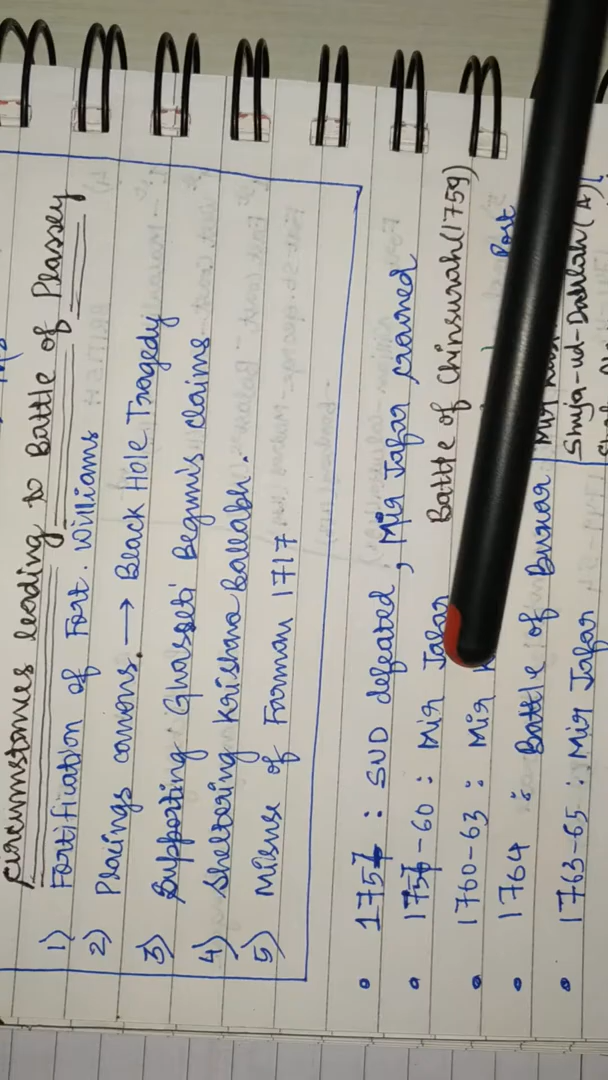 circumstances leading to Battle of Plassey
1) Fortification of Fort. Williams
2) Placings canons. → Black Hole Tragedy
3) Supporting Ghasseti Begum's claims
4) Sheltering Krishna Ballabh.
5) Misense of Farman 1717
• 1757 : SUD defeated, Mir Jafar crowned
• 1757-60 : Mir Jafar Battle of Chinsurah (1759)
• 1760-63 : Mir
• 1764 : Battle of Buxar
Shuja-ud-Daulah (A)
• 1763-65 : Mir Jafar